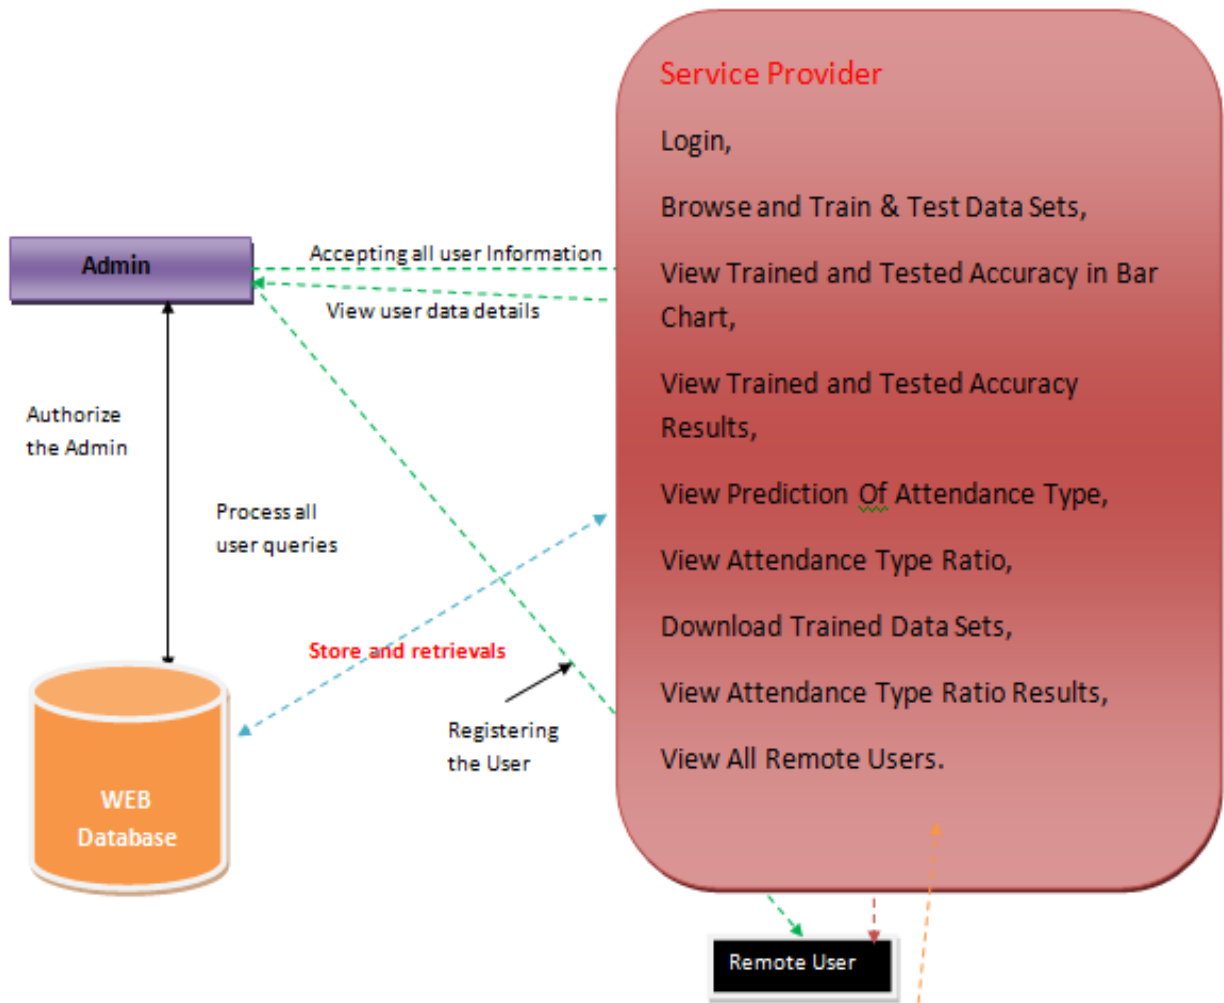 Service Provider
Login,
Browse and Train & Test Data Sets,
View Trained and Tested Accuracy in Bar
Chart,
View Trained and Tested Accuracy
Results,
View Prediction Of Attendance Type,
View Attendance Type Ratio,
Download Trained Data Sets,
View Attendance Type Ratio Results,
View All Remote Users.
Admin
Accepting all user Information
View user data details
Authorize
the Admin
Process all
user queries
Store and retrievals
Registering
the User
WEB
Database
Remote User